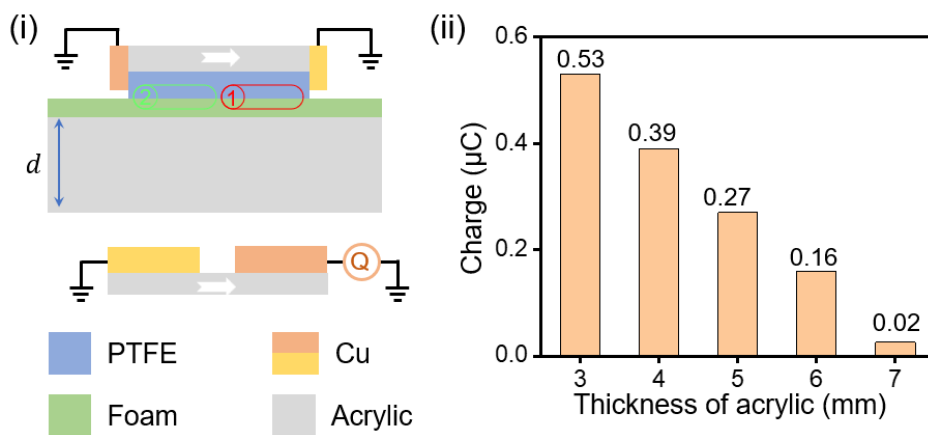 (i)
② ①
d
Q
PTFE
Cu
Foam
Acrylic
(ii)
Charge (μC)
0.6
0.4
0.2
0.0
0.53
0.39
0.27
0.16
0.02
3 4 5 6 7
Thickness of acrylic (mm)